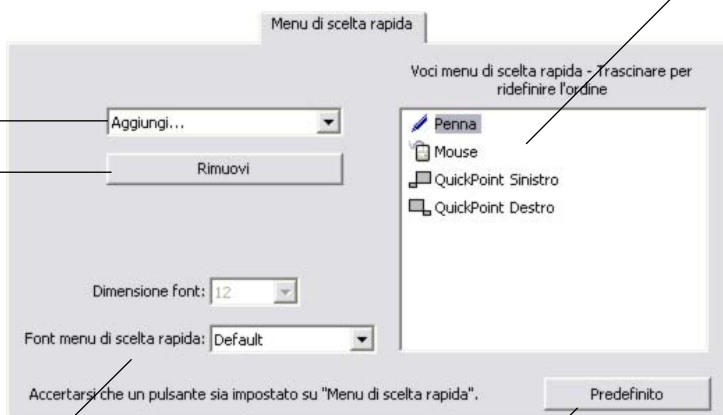 Menu di scelta rapida
Voci menu di scelta rapida - Trascinare per
ridefinire l'ordine
Aggiungi...
Rimuovi
Penna
Mouse
QuickPoint Sinistro
QuickPoint Destro
Dimensione font: 12
Font menu di scelta rapida: Default
Accertarsi che un pulsante sia impostato su "Menu di scelta rapida".
Predefinito